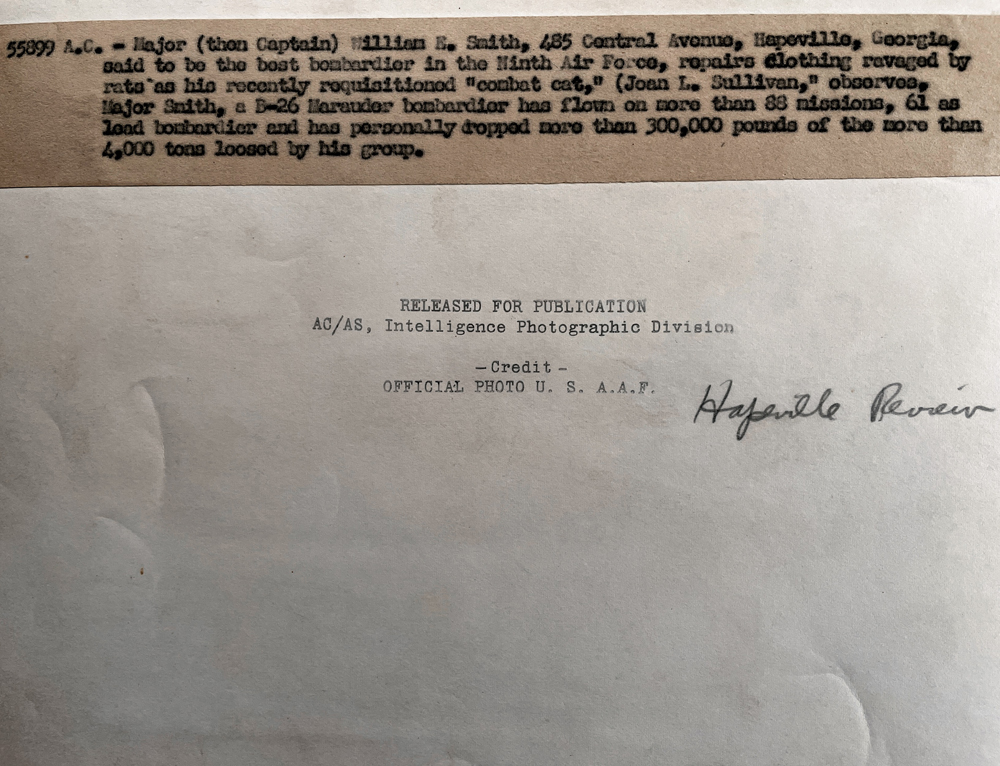 55899 A.C. - Major (then Captain) William E. Smith, 485 Central Avenue, Hapeville, Georgia,
said to be the best bombardier in the Ninth Air Force, repairs clothing ravaged by
rats as his recently requisitioned "combat cat," (Joan L. Sullivan," observes,
Major Smith, a B-26 Marauder bombardier has flown on more than 88 missions, 61 as
lead bombardier and has personally dropped more than 300,000 pounds of the more than
4,000 tons loosed by his group.
RELEASED FOR PUBLICATION
AC/AS, Intelligence Photographic Division
-Credit-
OFFICIAL PHOTO U. S. A.A.F.
Hapeville Review